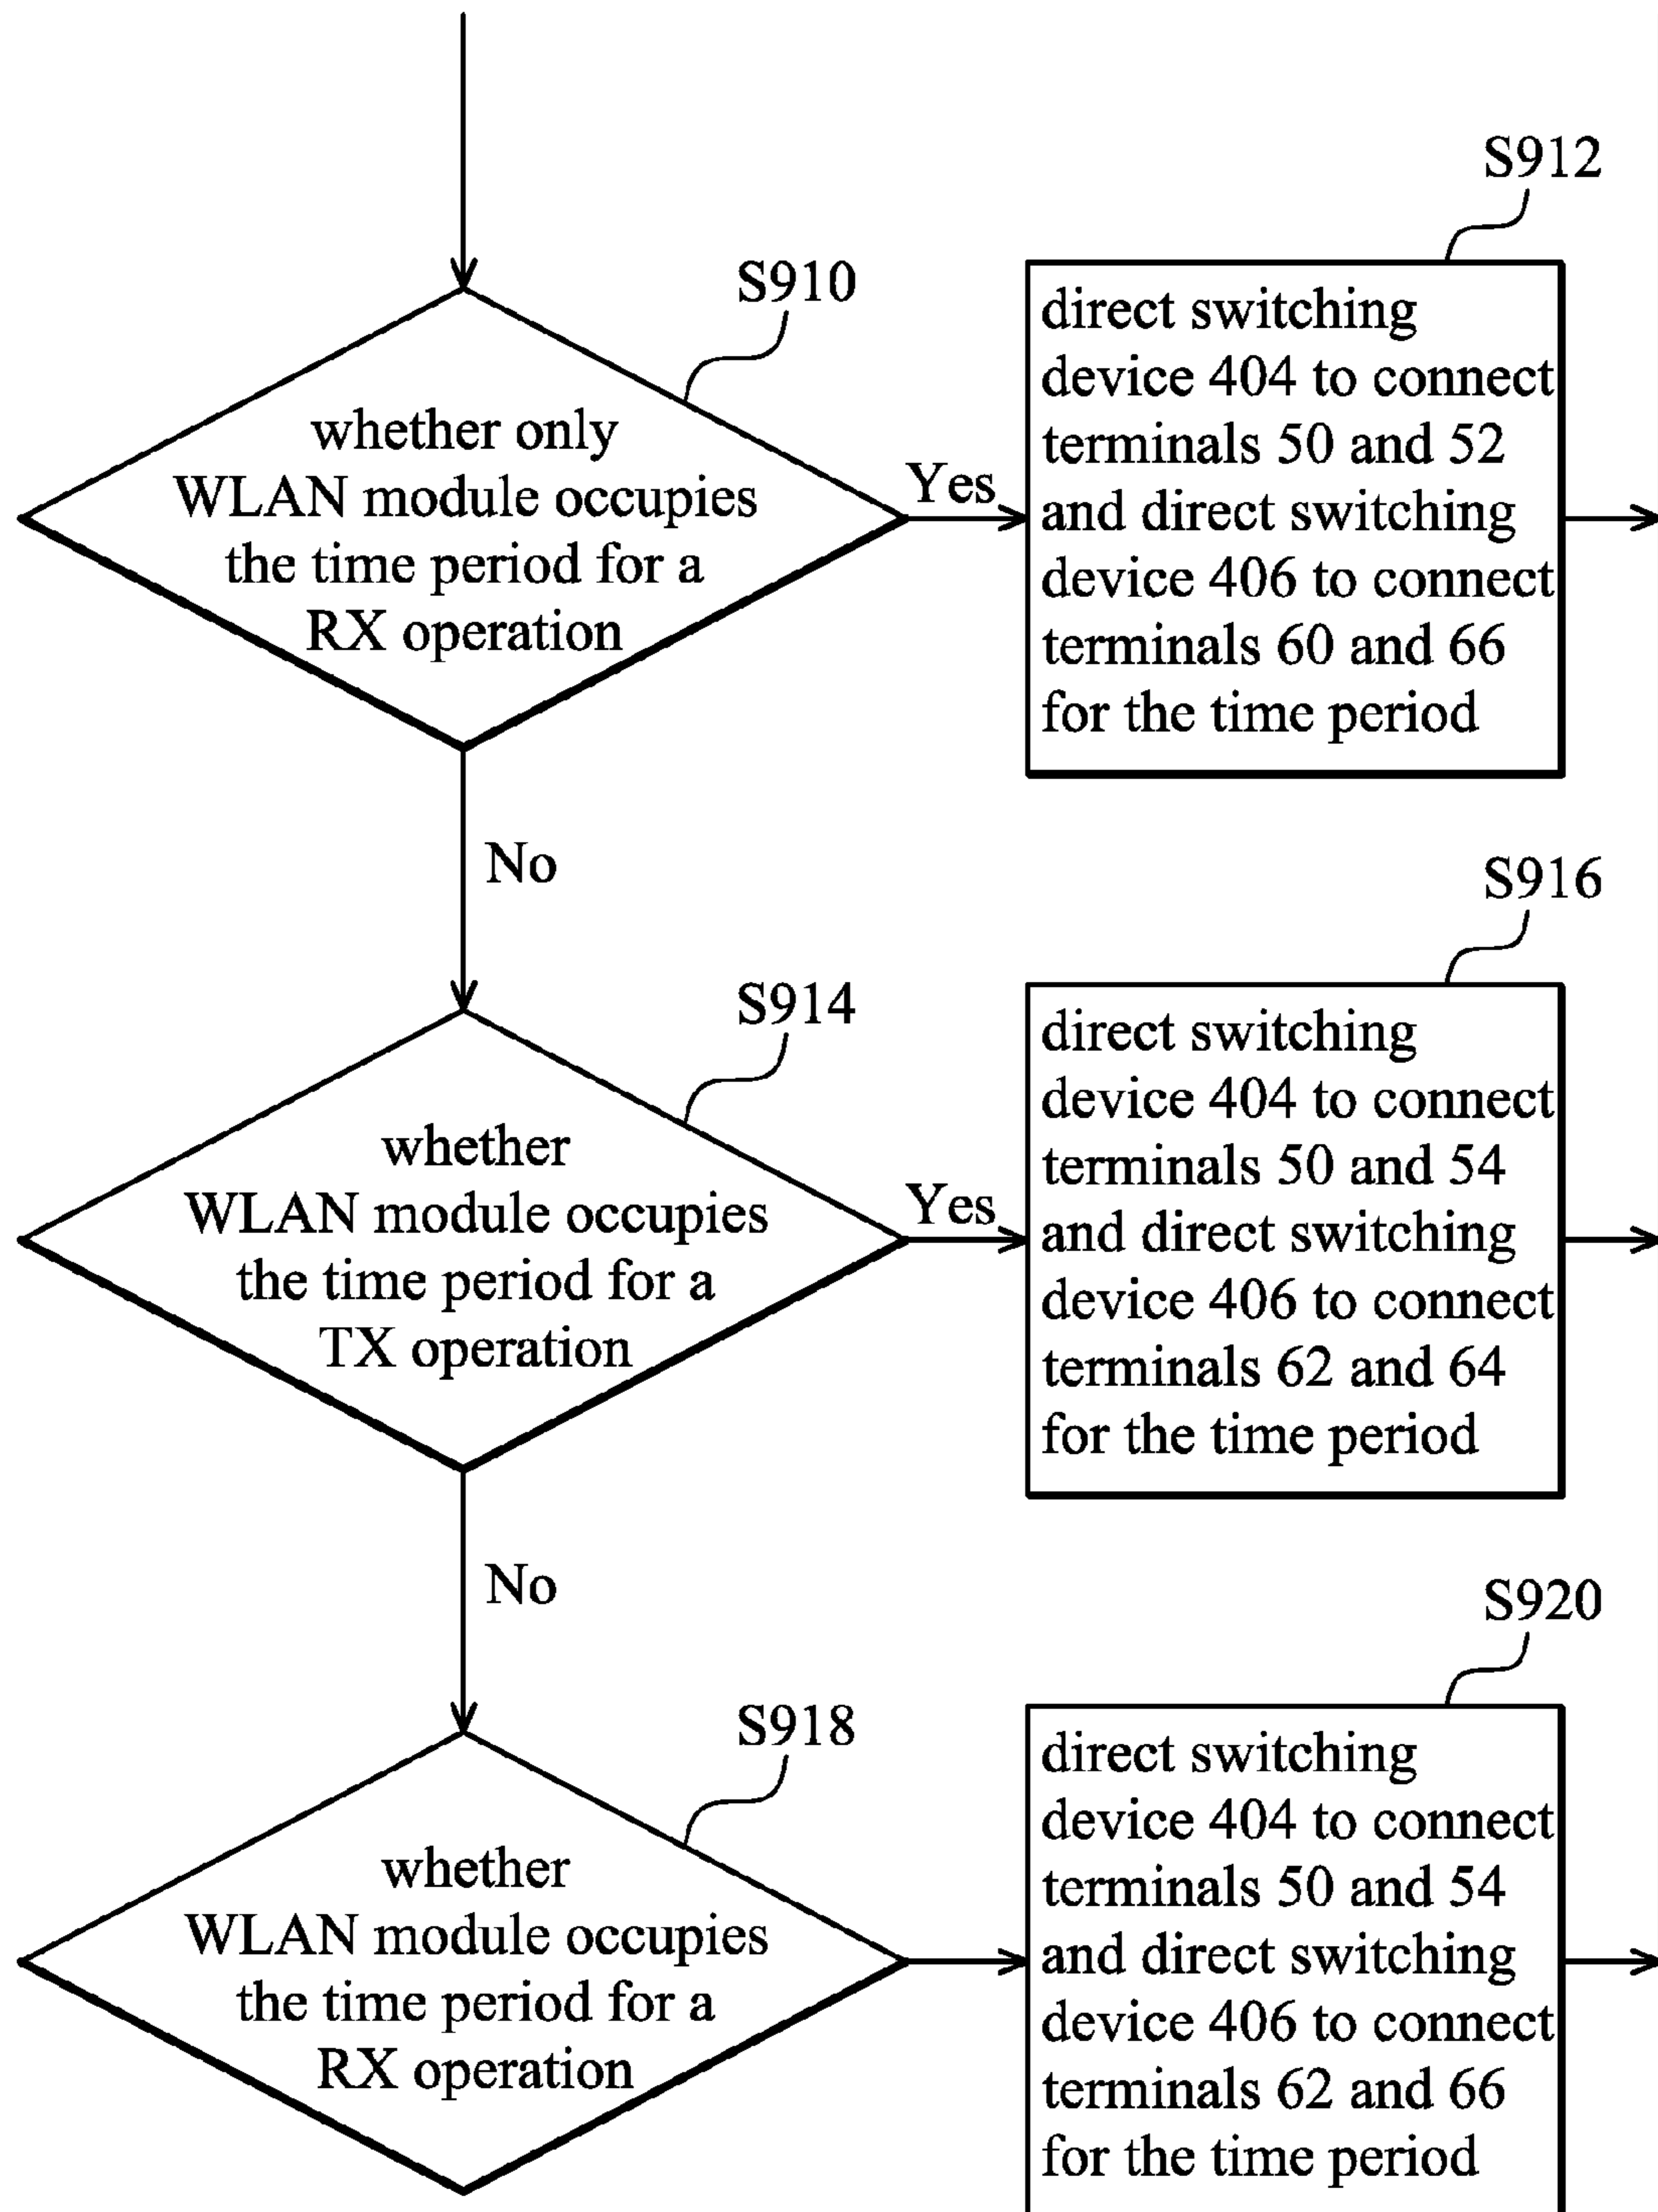 S910
whether only
WLAN module occupies
the time period for a
RX operation
Yes
S912
direct switching
device 404 to connect
terminals 50 and 52
and direct switching
device 406 to connect
terminals 60 and 66
for the time period
No
S914
whether
WLAN module occupies
the time period for a
TX operation
Yes
S916
direct switching
device 404 to connect
terminals 50 and 54
and direct switching
device 406 to connect
terminals 62 and 64
for the time period
No
S918
whether
WLAN module occupies
the time period for a
RX operation
S920
direct switching
device 404 to connect
terminals 50 and 54
and direct switching
device 406 to connect
terminals 62 and 66
for the time period